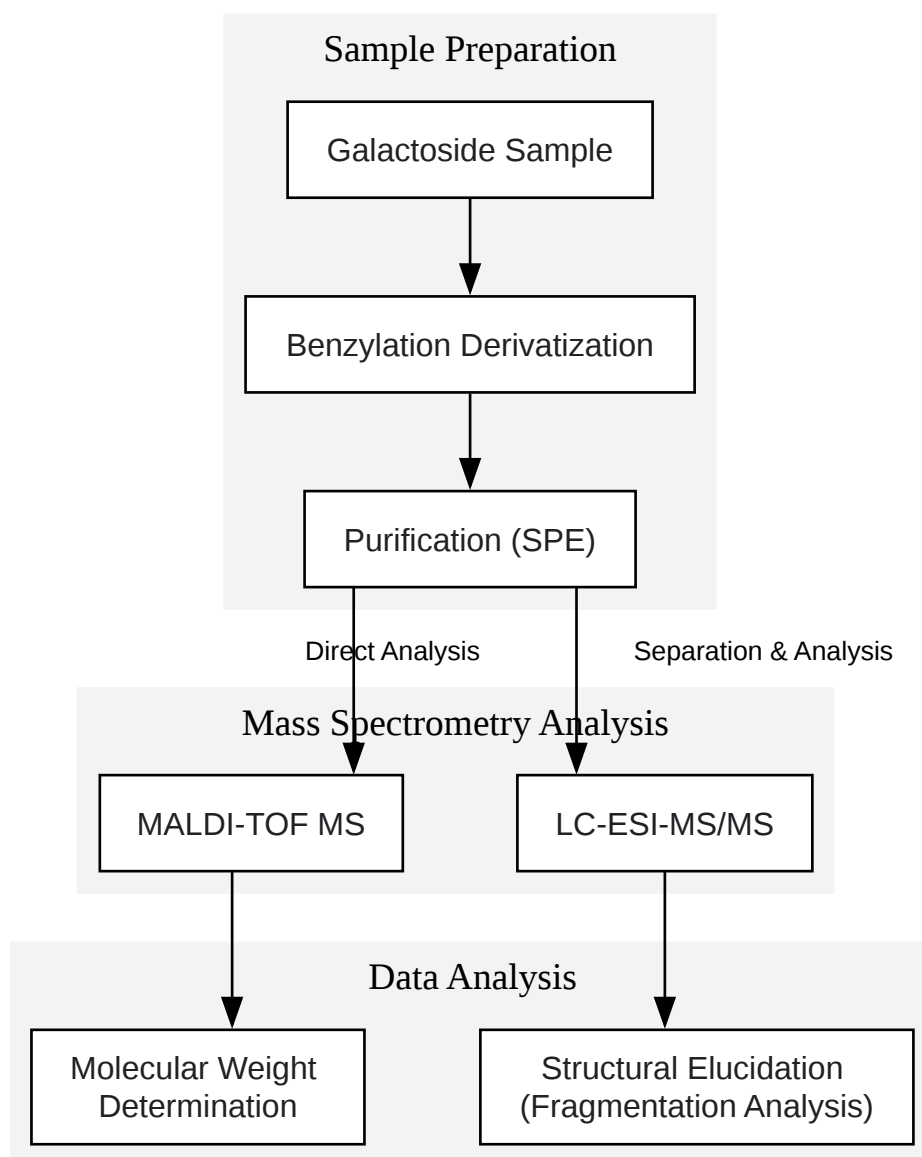 Sample Preparation
Galactoside Sample
Benzylation Derivatization
Purification (SPE)
Direct Analysis
Separation & Analysis
Mass Spectrometry Analysis
MALDI-TOF MS
LC-ESI-MS/MS
Data Analysis
Molecular Weight
Determination
Structural Elucidation
(Fragmentation Analysis)